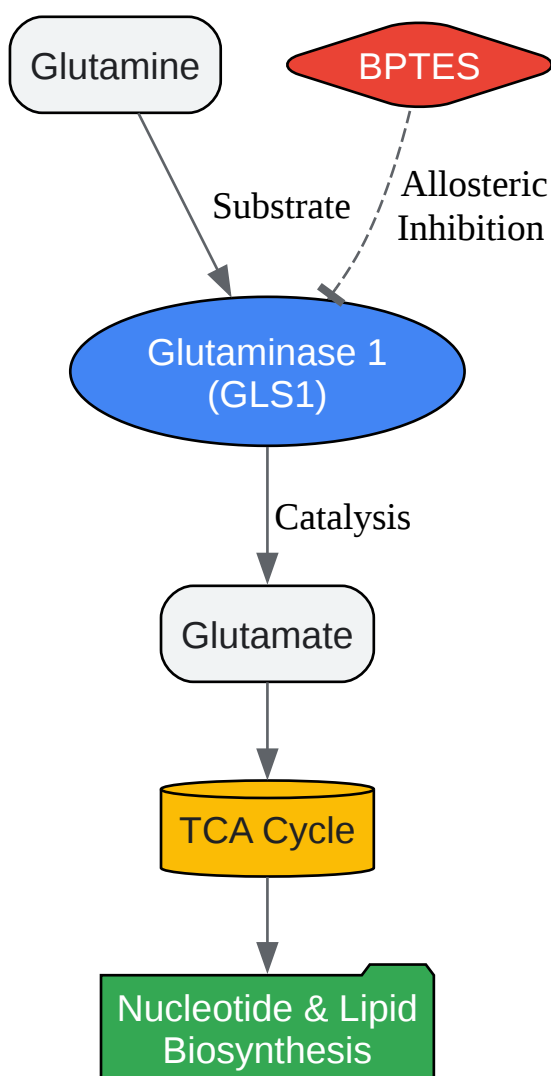 Glutamine
BPTES
Substrate
Allosteric
Inhibition
Glutaminase 1
(GLS1)
Catalysis
Glutamate
TCA Cycle
Nucleotide & Lipid
Biosynthesis